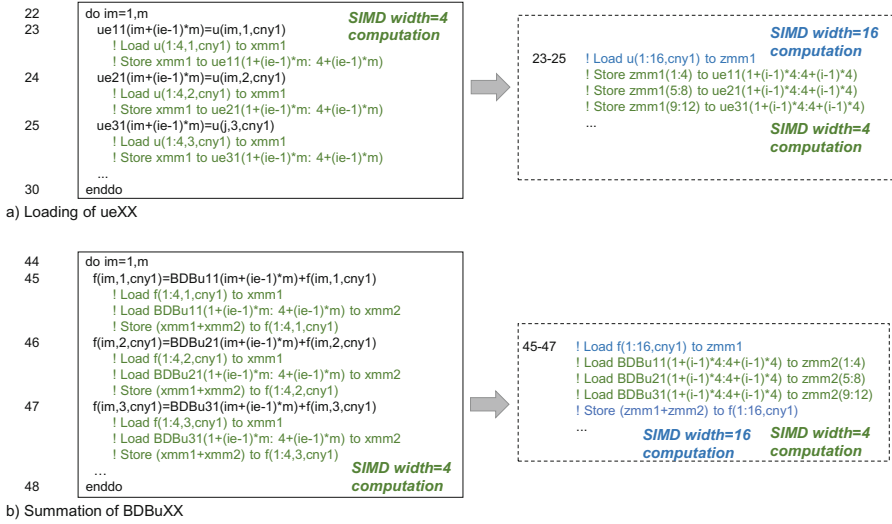 22 do im=1,m
SIMD width=4
computation
23 ue11(im+(ie-1)*m)=u(im,1,cny1)
! Load u(1:4,1,cny1) to xmm1
! Store xmm1 to ue11(1+(ie-1)*m: 4+(ie-1)*m)
24 ue21(im+(ie-1)*m)=u(im,2,cny1)
! Load u(1:4,2,cny1) to xmm1
! Store xmm1 to ue21(1+(ie-1)*m: 4+(ie-1)*m)
25 ue31(im+(ie-1)*m)=u(j,3,cny1)
! Load u(1:4,3,cny1) to xmm1
! Store xmm1 to ue31(1+(ie-1)*m: 4+(ie-1)*m)
...
30 enddo
SIMD width=16
computation
23-25 ! Load u(1:16,cny1) to zmm1
! Store zmm1(1:4) to ue11(1+(i-1)*4:4+(i-1)*4)
! Store zmm1(5:8) to ue21(1+(i-1)*4:4+(i-1)*4)
! Store zmm1(9:12) to ue31(1+(i-1)*4:4+(i-1)*4)
...
SIMD width=4
computation
a) Loading of ueXX
44 do im=1,m
45 f(im,1,cny1)=BDBu11(im+(ie-1)*m)+f(im,1,cny1)
! Load f(1:4,1,cny1) to xmm1
! Load BDBu11(1+(ie-1)*m: 4+(ie-1)*m) to xmm2
! Store (xmm1+xmm2) to f(1:4,1,cny1)
46 f(im,2,cny1)=BDBu21(im+(ie-1)*m)+f(im,2,cny1)
! Load f(1:4,2,cny1) to xmm1
! Load BDBu21(1+(ie-1)*m: 4+(ie-1)*m) to xmm2
! Store (xmm1+xmm2) to f(1:4,2,cny1)
47 f(im,3,cny1)=BDBu31(im+(ie-1)*m)+f(im,3,cny1)
! Load f(1:4,3,cny1) to xmm1
! Load BDBu31(1+(ie-1)*m: 4+(ie-1)*m) to xmm2
! Store (xmm1+xmm2) to f(1:4,3,cny1)
...
SIMD width=4
computation
48 enddo
45-47 ! Load f(1:16,cny1) to zmm1
! Load BDBu11(1+(i-1)*4:4+(i-1)*4) to zmm2(1:4)
! Load BDBu21(1+(i-1)*4:4+(i-1)*4) to zmm2(5:8)
! Load BDBu31(1+(i-1)*4:4+(i-1)*4) to zmm2(9:12)
! Store (zmm1+zmm2) to f(1:16,cny1)
...
SIMD width=16
computation
SIMD width=4
computation
b) Summation of BDBuXX